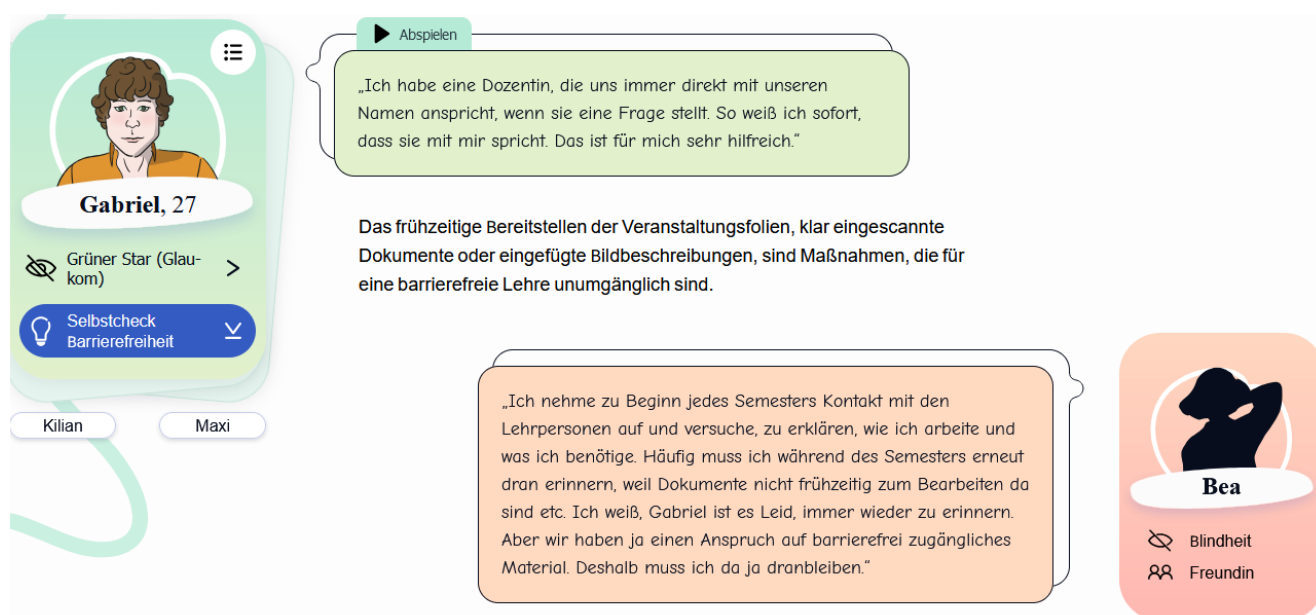 Abspielen
„Ich habe eine Dozentin, die uns immer direkt mit unseren
Namen anspricht, wenn sie eine Frage stellt. So weiß ich sofort,
dass sie mit mir spricht. Das ist für mich sehr hilfreich.“
Gabriel, 27
Grüner Star (Glau-
kom)
Selbstcheck
Barrierefreiheit
Kilian
Maxi
Das frühzeitige Bereitstellen der Veranstaltungsfolien, klar eingescannte
Dokumente oder eingefügte Bildbeschreibungen, sind Maßnahmen, die für
eine barrierefreie Lehre unumgänglich sind.
„Ich nehme zu Beginn jedes Semesters Kontakt mit den
Lehrpersonen auf und versuche, zu erklären, wie ich arbeite und
was ich benötige. Häufig muss ich während des Semesters erneut
dran erinnern, weil Dokumente nicht frühzeitig zum Bearbeiten da
sind etc. Ich weiß, Gabriel ist es Leid, immer wieder zu erinnern.
Aber wir haben ja einen Anspruch auf barrierefrei zugängliches
Material. Deshalb muss ich da ja dranbleiben.“
Bea
Blindheit
Freundin